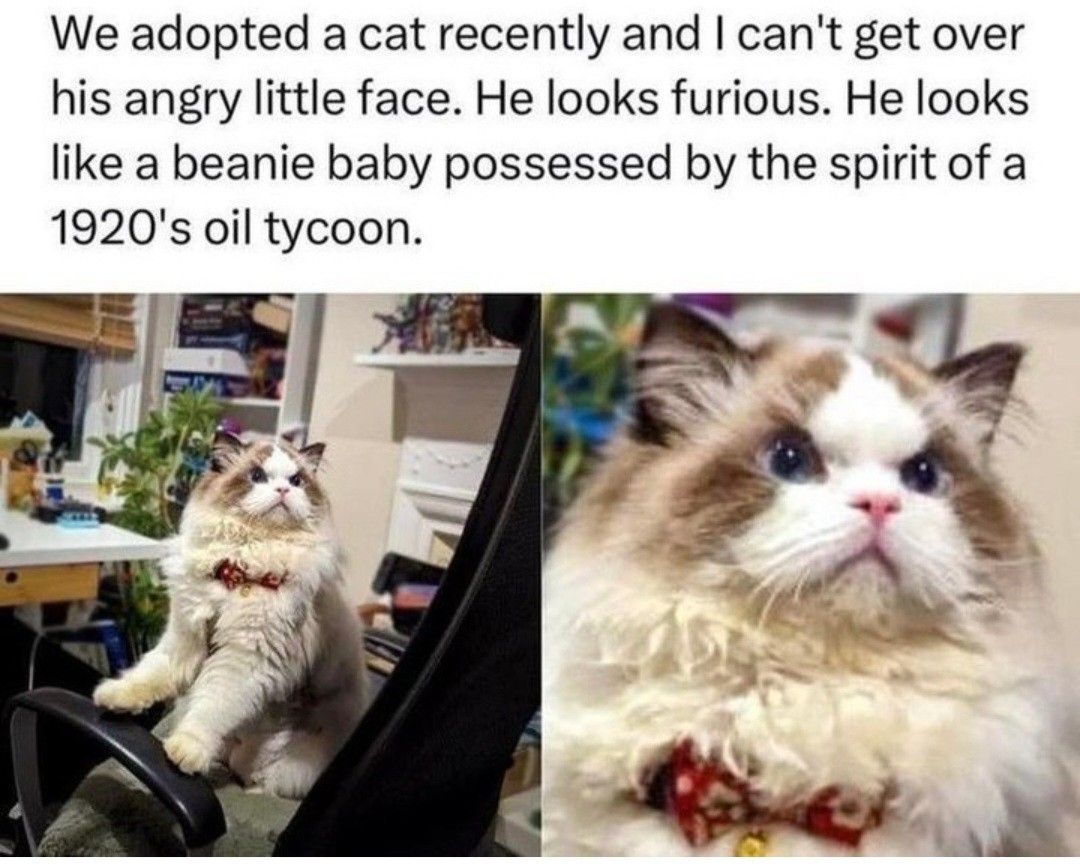 We adopted a cat recently and I can't get over
his angry little face. He looks furious. He looks
like a beanie baby possessed by the spirit of a
1920's oil tycoon.